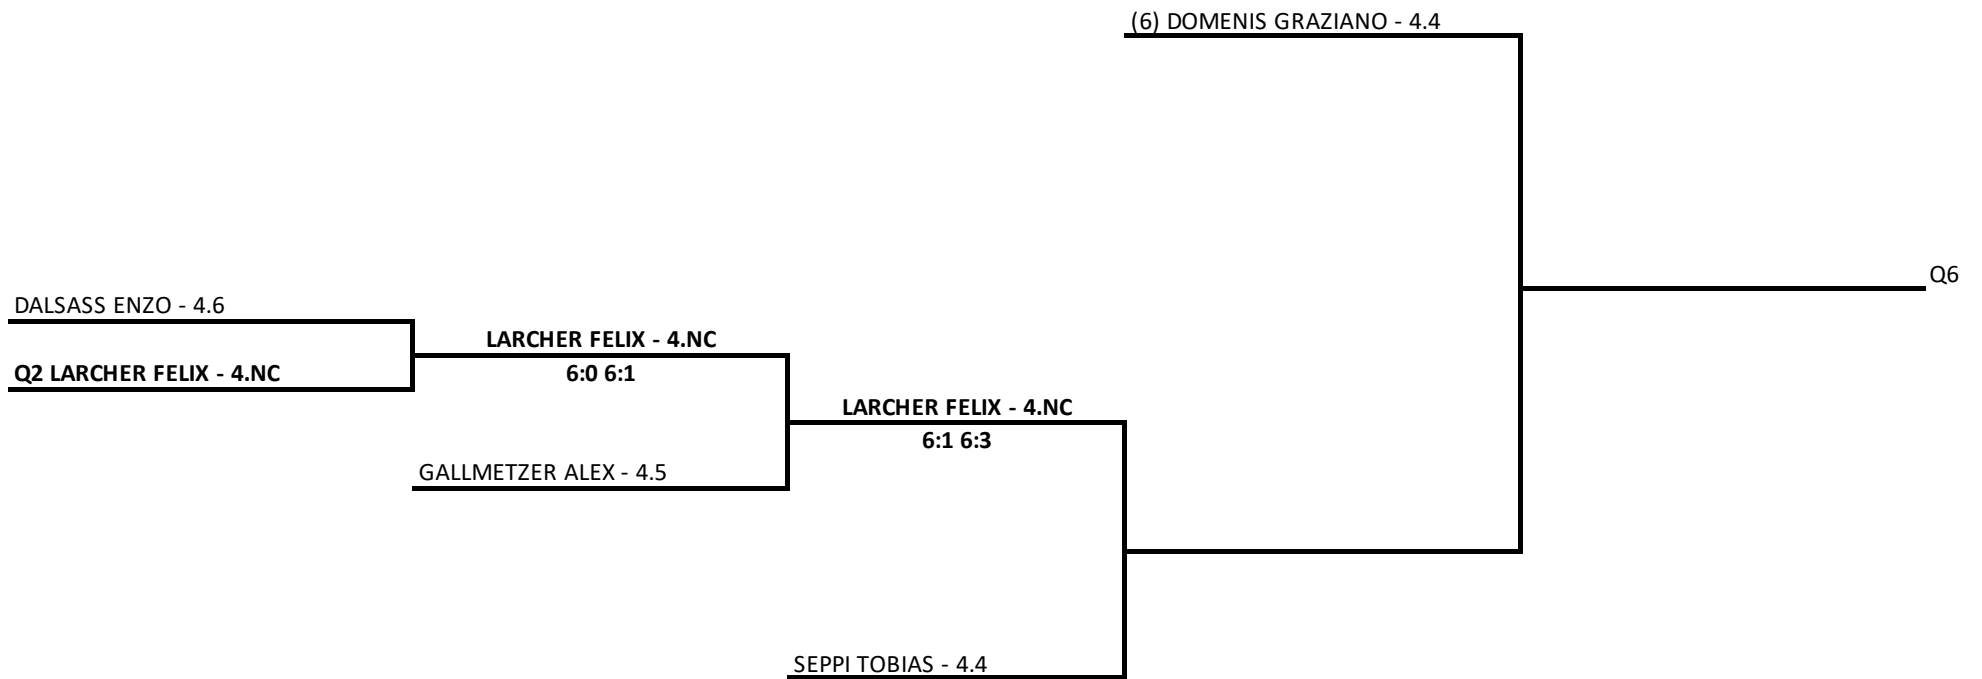 (6) DOMENIS GRAZIANO - 4.4
Q6
DALSASS ENZO - 4.6
LARCHER FELIX - 4.NC
Q2 LARCHER FELIX - 4.NC
6:0 6:1
LARCHER FELIX - 4.NC
6:1 6:3
GALLMETZER ALEX - 4.5
SEPPI TOBIAS - 4.4